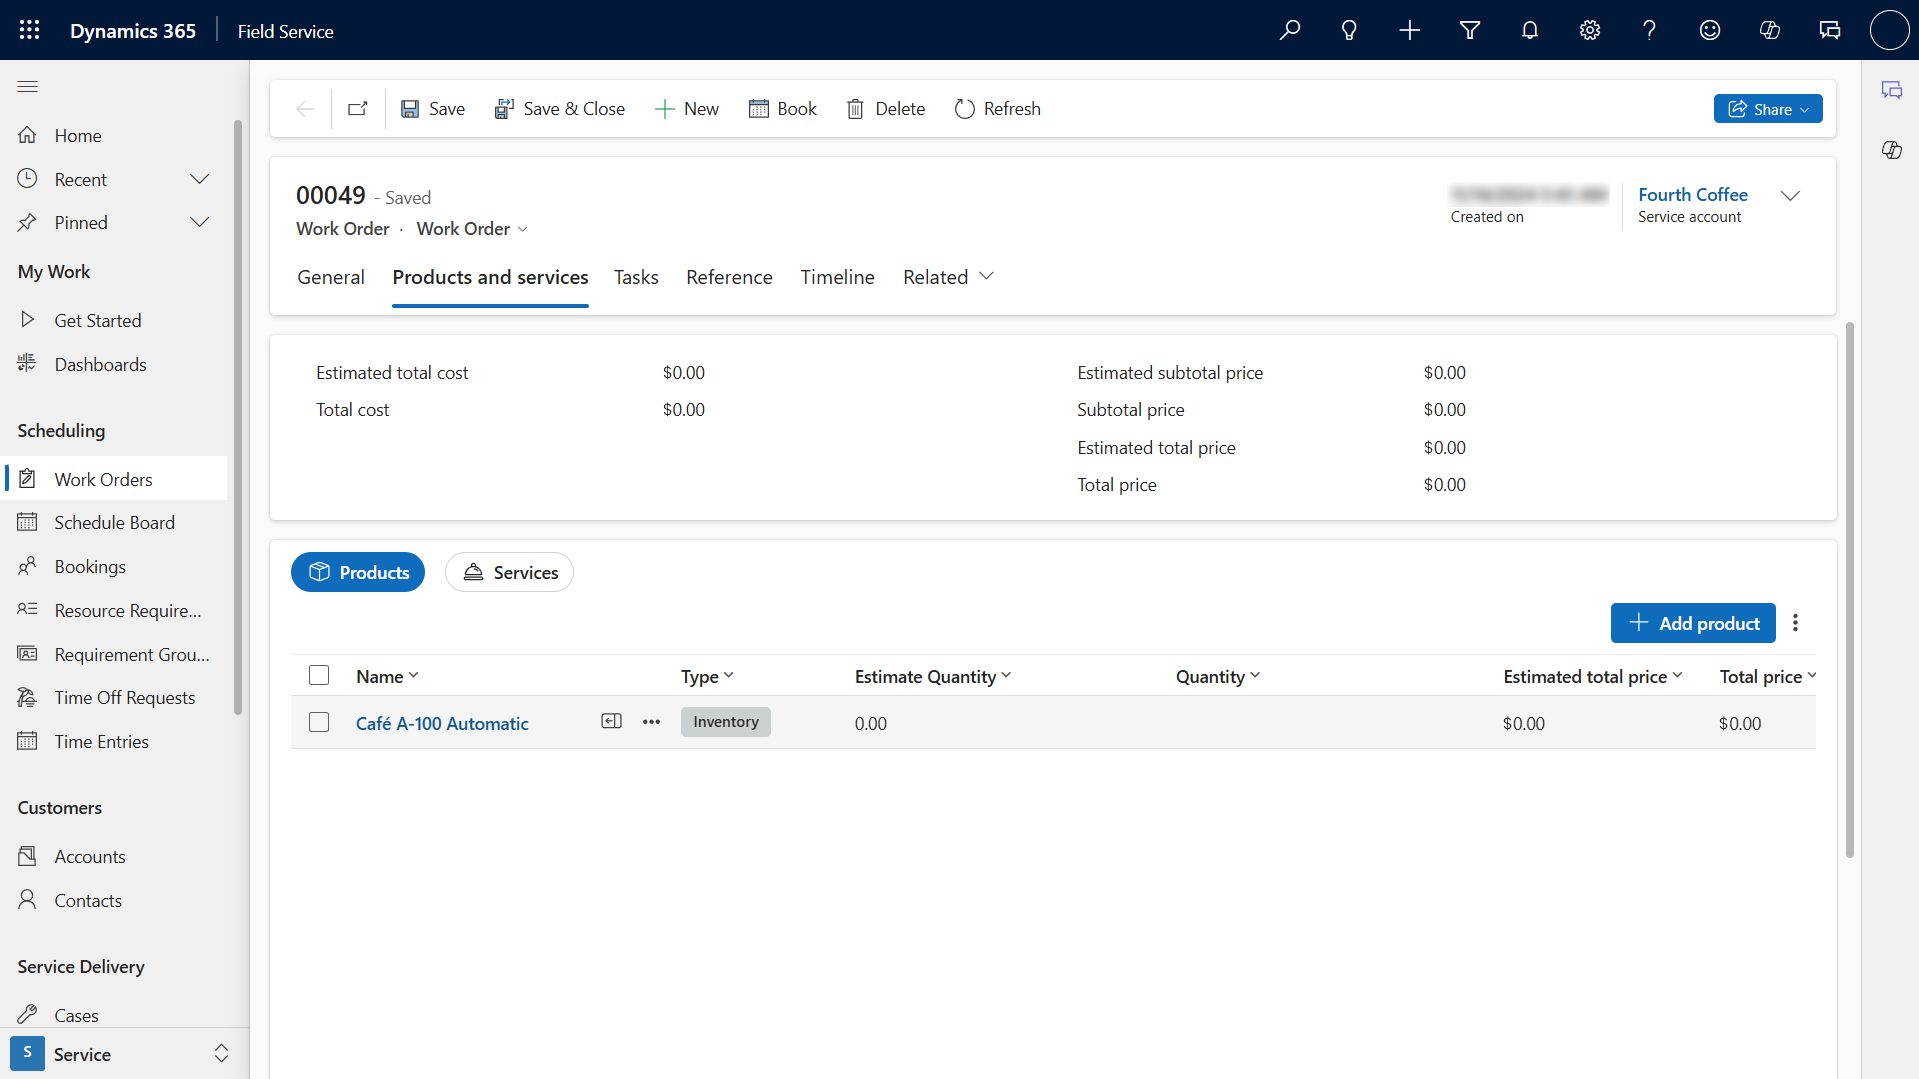 Dynamics 365 Field Service
Save
Save & Close
New
Book
Delete
Refresh
Share
Home
Recent
Pinned
My Work
Get Started
Dashboards
Scheduling
Work Orders
Schedule Board
Bookings
Resource Require...
Requirement Grou...
Time Off Requests
Time Entries
Customers
Accounts
Contacts
Service Delivery
Cases
S Service
00049 - Saved
Work Order · Work Order
Created on
Fourth Coffee
Service account
General
Products and services
Tasks
Reference
Timeline
Related
Estimated total cost $0.00
Total cost $0.00
Estimated subtotal price $0.00
Subtotal price $0.00
Estimated total price $0.00
Total price $0.00
Products
Services
Add product
Name Type Estimate Quantity Quantity Estimated total price Total price
Café A-100 Automatic Inventory 0.00 $0.00 $0.00